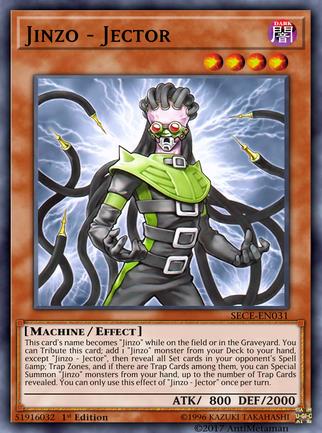 Jinzo - Jector
DARK
闇
SECE-EN031
ATK/ 800 DEF/2000
[Machine / Effect]
This card's name becomes "Jinzo" while on the field or in the Graveyard. You
can Tribute this card; add 1 "Jinzo" monster from your Deck to your hand,
except "Jinzo - Jector", then reveal all Set cards in your opponent's Spell
&amp; Trap Zones, and if there are Trap Cards among them, you can Special
Summon "Jinzo" monsters from your hand, up to the number of Trap Cards
revealed. You can only use this effect of "Jinzo - Jector" once per turn.
51916032 1st Edition ©1996 KAZUKI TAKAHASHI
©2017 AntiMetaman